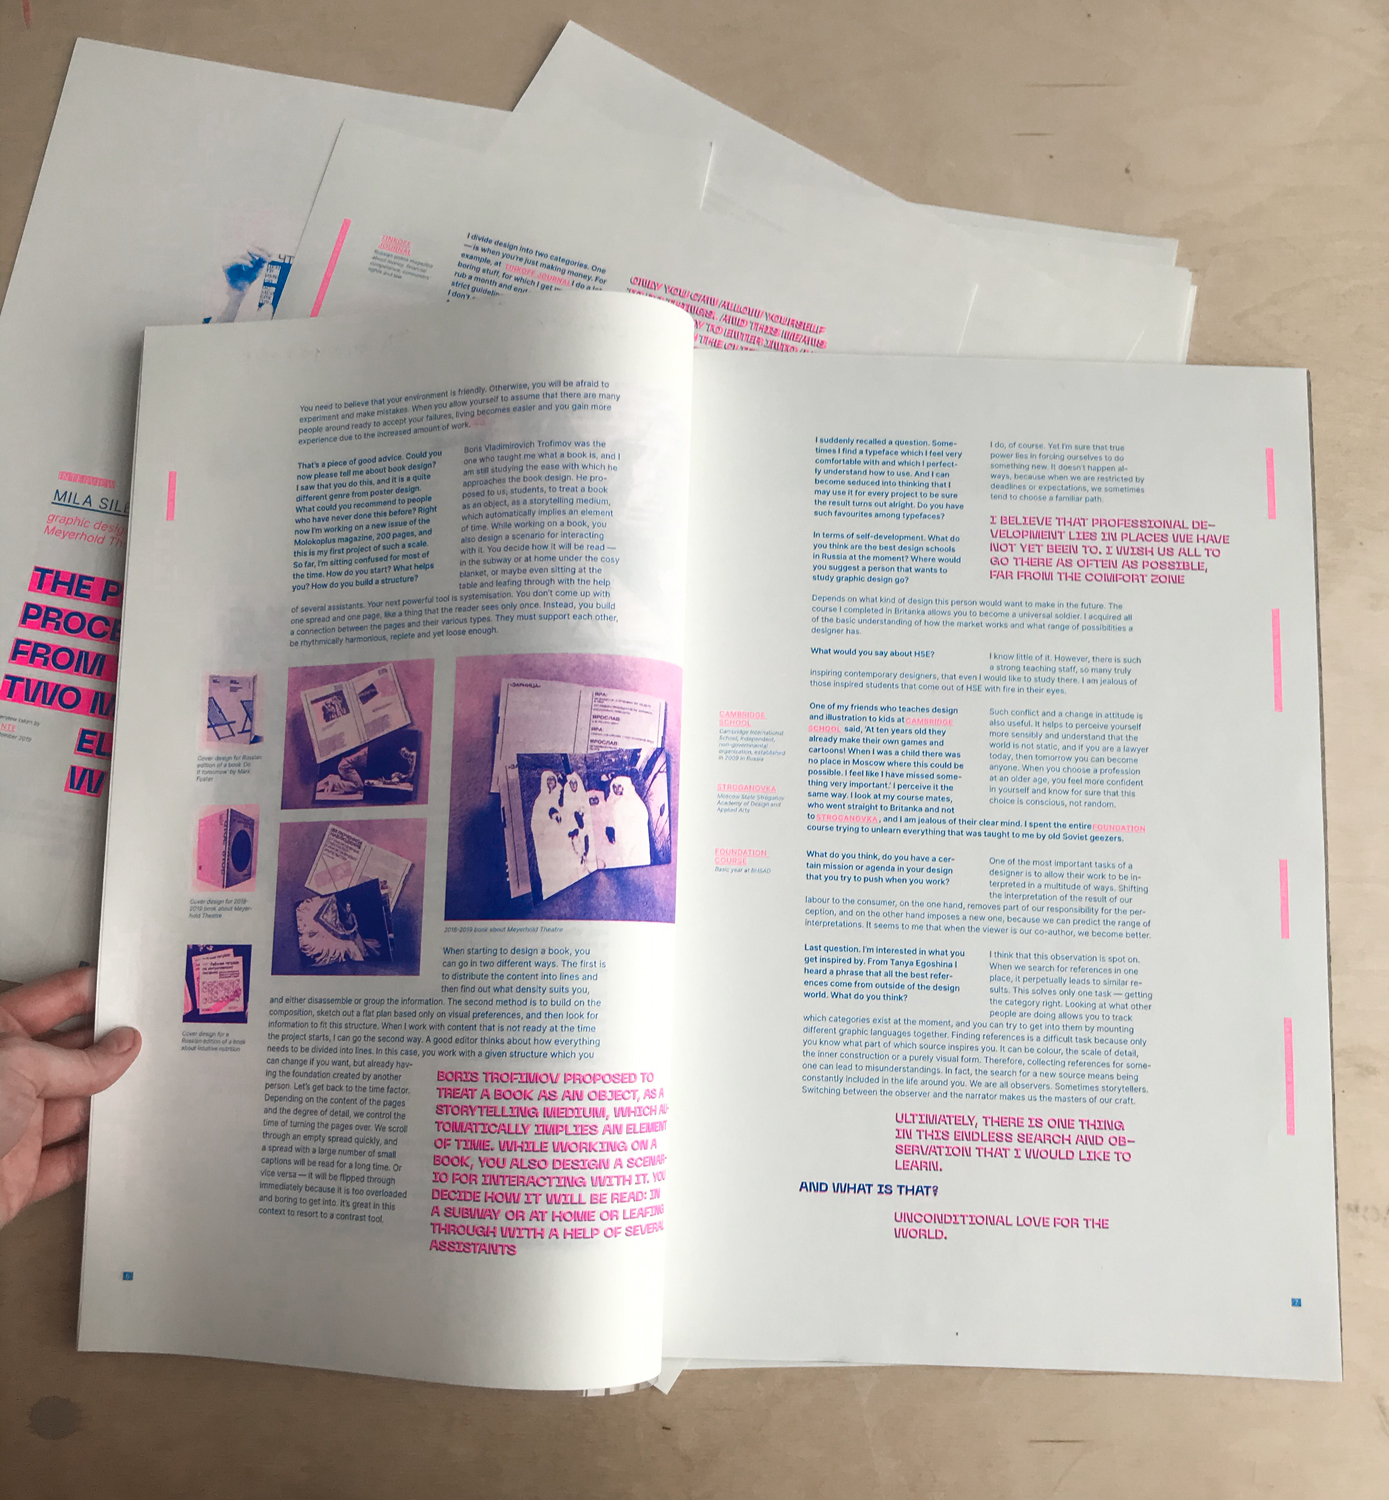 INTERVIEW
MILA SIL
graphic desig
Meyerhold Th
THE P
PROCE
FROM
TWO M
EL
W
TINKOFF
JOURNAL
I divide design into two categories. One
— is when you're just making money. For
example, at TINKOFF JOURNAL I do a lot
boring stuff, for which I get
rub a month and
strict guidelin
I don't
ONLY YOU CAN ALLOW YOURSELF
AND THIS MEANS
TO ENTER INTO
You need to believe that your environment is friendly. Otherwise, you will be afraid to
experiment and make mistakes. When you allow yourself to assume that there are many
people around ready to accept your failures, living becomes easier and you gain more
experience due to the increased amount of work.
That's a piece of good advice. Could you
now please tell me about book design?
I saw that you do this, and it is a quite
different genre from poster design.
What could you recommend to people
who have never done this before? Right
now I'm working on a new issue of the
Molokoplus magazine, 200 pages, and
this is my first project of such a scale.
So far, I'm sitting confused for most of
the time. How do you start? What helps
you? How do you build a structure?
Boris Vladimirovich Trofimov was the
one who taught me what a book is, and I
am still studying the ease with which he
approaches the book design. He pro-
posed to us, students, to treat a book
as an object, as a storytelling medium,
which automatically implies an element
of time. While working on a book, you
also design a scenario for interacting
with it. You decide how it will be read —
in the subway or at home under the cosy
blanket, or maybe even sitting at the
table and leafing through with the help
of several assistants. Your next powerful tool is systemisation. You don't come up with
one spread and one page, like a thing that the reader sees only once. Instead, you build
a connection between the pages and their various types. They must support each other,
be rhythmically harmonious, replete and yet loose enough.
Cover design for Russian
edition of a book 'Do
it tomorrow' by Mark
Forster
Cover design for 2018-
2019 book about Meyer-
hold Theatre
Cover design for a
Russian edition of a book
about intuitive nutrition
ЯРА
ЯРОСЛАВ
ЯРА
ЯРОСЛАВ
2018-2019 book about Meyerhold Theatre
When starting to design a book, you
can go in two different ways. The first is
to distribute the content into lines and
then find out what density suits you,
and either disassemble or group the information. The second method is to build on the
composition, sketch out a flat plan based only on visual preferences, and then look for
information to fit this structure. When I work with content that is not ready at the time
the project starts, I can go the second way. A good editor thinks about how everything
needs to be divided into lines. In this case, you work with a given structure which you
can change if you want, but already hav-
ing the foundation created by another
person. Let's get back to the time factor.
Depending on the content of the pages
and the degree of detail, we control the
time of turning the pages over. We scroll
through an empty spread quickly, and
a spread with a large number of small
captions will be read for a long time. Or
vice versa — it will be flipped through
immediately because it is too overloaded
and boring to get into. It's great in this
context to resort to a contrast tool.
BORIS TROFIMOV PROPOSED TO
TREAT A BOOK AS AN OBJECT, AS A
STORYTELLING MEDIUM, WHICH AU-
TOMATICALLY IMPLIES AN ELEMENT
OF TIME. WHILE WORKING ON A
BOOK, YOU ALSO DESIGN A SCENAR-
IO FOR INTERACTING WITH IT. YOU
DECIDE HOW IT WILL BE READ: IN
A SUBWAY OR AT HOME OR LEAFING
THROUGH WITH A HELP OF SEVERAL
ASSISTANTS
6
I suddenly recalled a question. Some-
times I find a typeface which I feel very
comfortable with and which I perfect-
ly understand how to use. And I can
become seduced into thinking that I
may use it for every project to be sure
the result turns out alright. Do you have
such favourites among typefaces?
I do, of course. Yet I'm sure that true
power lies in forcing ourselves to do
something new. It doesn't happen al-
ways, because when we are restricted by
deadlines or expectations, we sometimes
tend to choose a familiar path.
I BELIEVE THAT PROFESSIONAL DE-
VELOPMENT LIES IN PLACES WE HAVE
NOT YET BEEN TO. I WISH US ALL TO
GO THERE AS OFTEN AS POSSIBLE,
FAR FROM THE COMFORT ZONE
In terms of self-development. What do
you think are the best design schools
in Russia at the moment? Where would
you suggest a person that wants to
study graphic design go?
Depends on what kind of design this person would want to make in the future. The
course I completed in Britanka allows you to become a universal soldier. I acquired all
of the basic understanding of how the market works and what range of possibilities a
designer has.
What would you say about HSE?
I know little of it. However, there is such
a strong teaching staff, so many truly
inspiring contemporary designers, that even I would like to study there. I am jealous of
those inspired students that come out of HSE with fire in their eyes.
CAMBRIDGE
SCHOOL
Cambridge International
School, independent,
non-governmental
organisation, established
in 2009 in Russia
STROGANOVKA
Moscow State Stroganov
Academy of Design and
Applied Arts
FOUNDATION
COURSE
Basic year at BHSAD
One of my friends who teaches design
and illustration to kids at CAMBRIDGE
SCHOOL said, 'At ten years old they
already make their own games and
cartoons! When I was a child there was
no place in Moscow where this could be
possible. I feel like I have missed some-
thing very important.' I perceive it the
same way. I look at my course mates,
who went straight to Britanka and not
to STROGANOVKA, and I am jealous of their clear mind. I spent the entire FOUNDATION
course trying to unlearn everything that was taught to me by old Soviet geezers.
Such conflict and a change in attitude is
also useful. It helps to perceive yourself
more sensibly and understand that the
world is not static, and if you are a lawyer
today, then tomorrow you can become
anyone. When you choose a profession
at an older age, you feel more confident
in yourself and know for sure that this
choice is conscious, not random.
What do you think, do you have a cer-
tain mission or agenda in your design
that you try to push when you work?
One of the most important tasks of a
designer is to allow their work to be in-
terpreted in a multitude of ways. Shifting
the interpretation of the result of our
labour to the consumer, on the one hand, removes part of our responsibility for the per-
ception, and on the other hand imposes a new one, because we can predict the range of
interpretations. It seems to me that when the viewer is our co-author, we become better.
Last question. I'm interested in what you
get inspired by. From Tanya Egoshina I
heard a phrase that all the best refer-
ences come from outside of the design
world. What do you think?
I think that this observation is spot on.
When we search for references in one
place, it perpetually leads to similar re-
sults. This solves only one task — getting
the category right. Looking at what other
people are doing allows you to track
which categories exist at the moment, and you can try to get into them by mounting
different graphic languages together. Finding references is a difficult task because only
you know what part of which source inspires you. It can be colour, the scale of detail,
the inner construction or a purely visual form. Therefore, collecting references for some-
one can lead to misunderstandings. In fact, the search for a new source means being
constantly included in the life around you. We are all observers. Sometimes storytellers.
Switching between the observer and the narrator makes us the masters of our craft.
ULTIMATELY, THERE IS ONE THING
IN THIS ENDLESS SEARCH AND OB-
SERVATION THAT I WOULD LIKE TO
LEARN.
AND WHAT IS THAT?
UNCONDITIONAL LOVE FOR THE
WORLD.
7